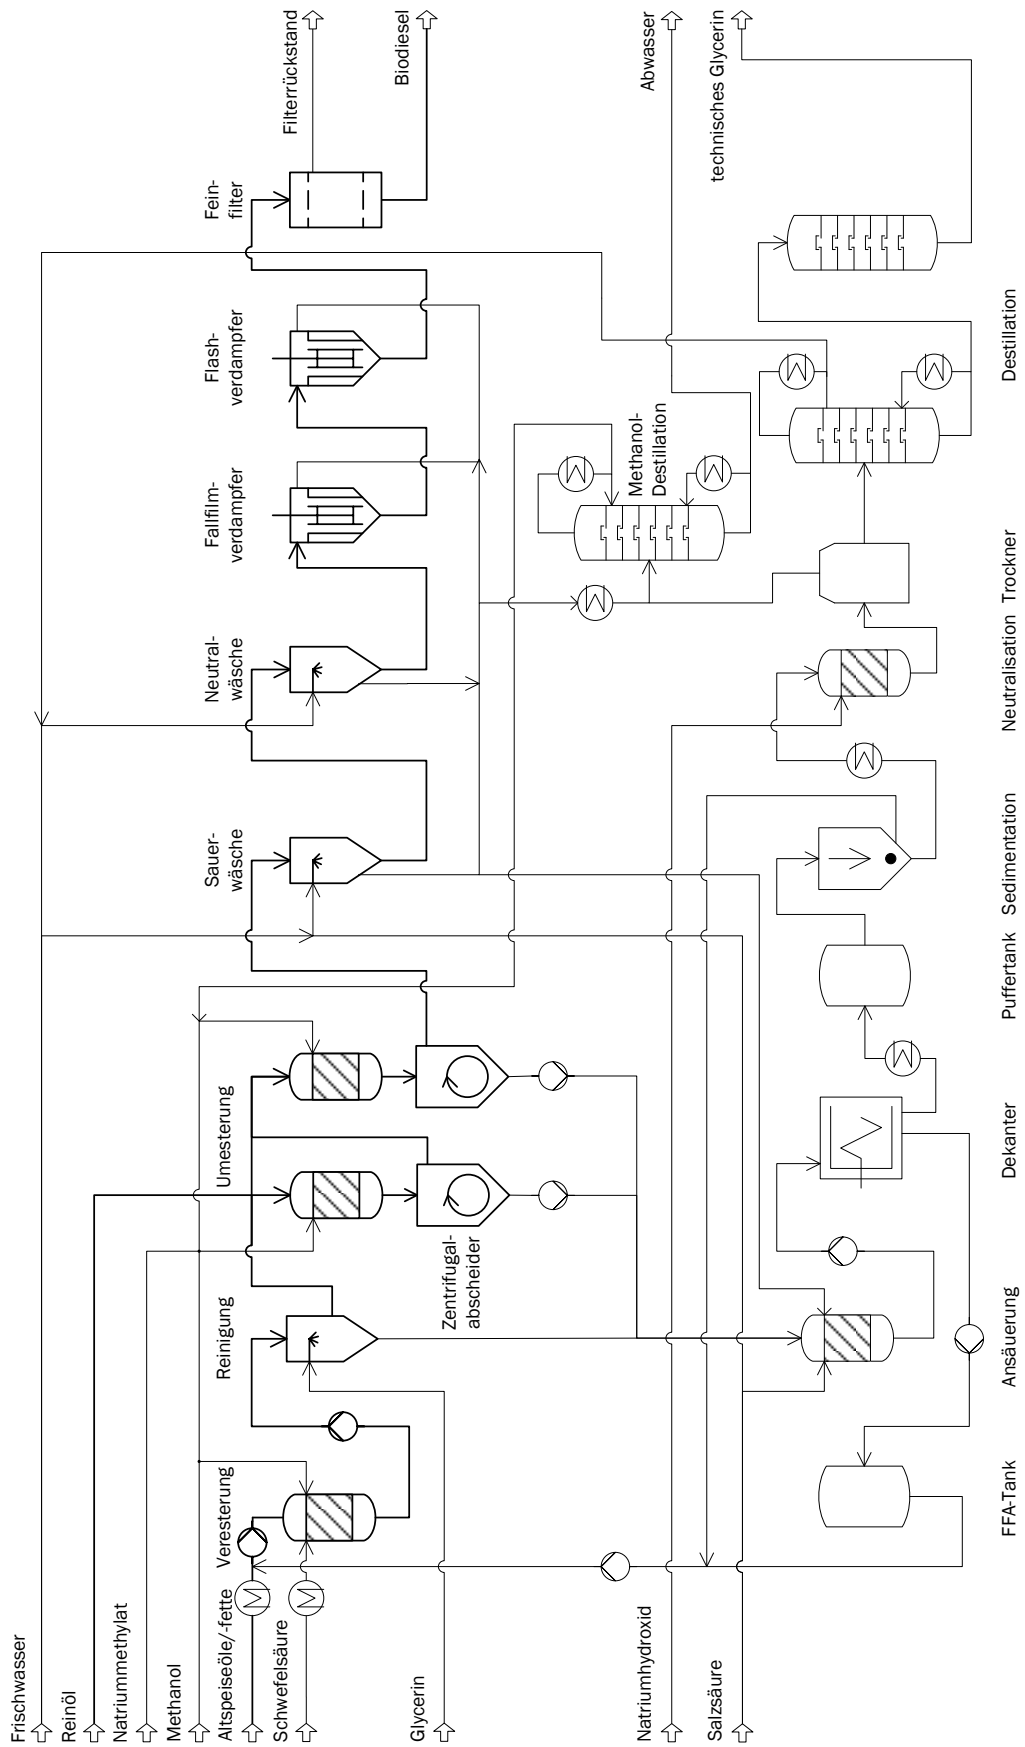 Frischwasser
Reinöl
Natriummethylat
Methanol
Altspeiseöle/-fette
Schwefelsäure
Glycerin
Natriumhydroxid
Salzsäure
Veresterung
Reinigung
Umesterung
Zentrifugal-
abscheider
Sauer-
wäsche
Neutral-
wäsche
Fallfilm-
verdampfer
Flash-
verdampfer
Fein-
filter
Filterrückstand
Biodiesel
Methanol-
Destillation
Abwasser
technisches Glycerin
FFA-Tank
Ansäuerung
Dekanter
Puffertank
Sedimentation
Neutralisation
Trockner
Destillation